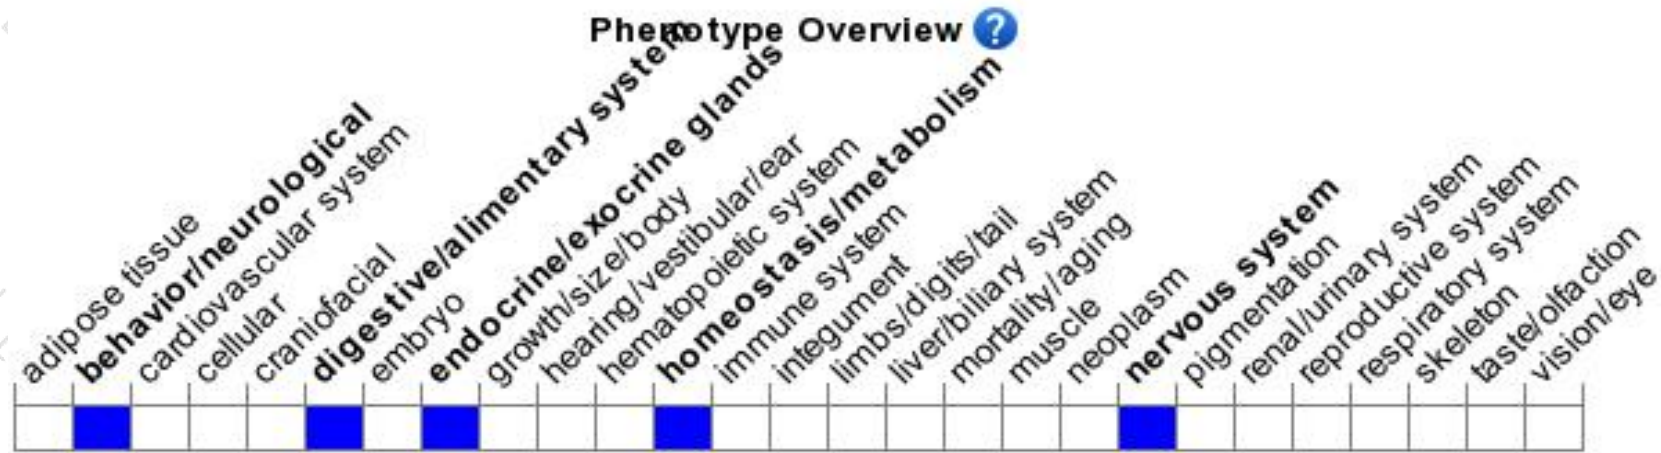 Phenotype Overview ?
adipose tissue
behavior/neurological
cardiovascular system
cellular
craniofacial
digestive/alimentary system
embryo
endocrine/exocrine glands
growth/size/body
hearing/vestibular/ear
hematopoietic system
homeostasis/metabolism
immune system
integument
limbs/digits/tail
liver/biliary system
mortality/aging
muscle
neoplasm
nervous system
pigmentation
renal/urinary system
reproductive system
respiratory system
skeleton
taste/olfaction
vision/eye